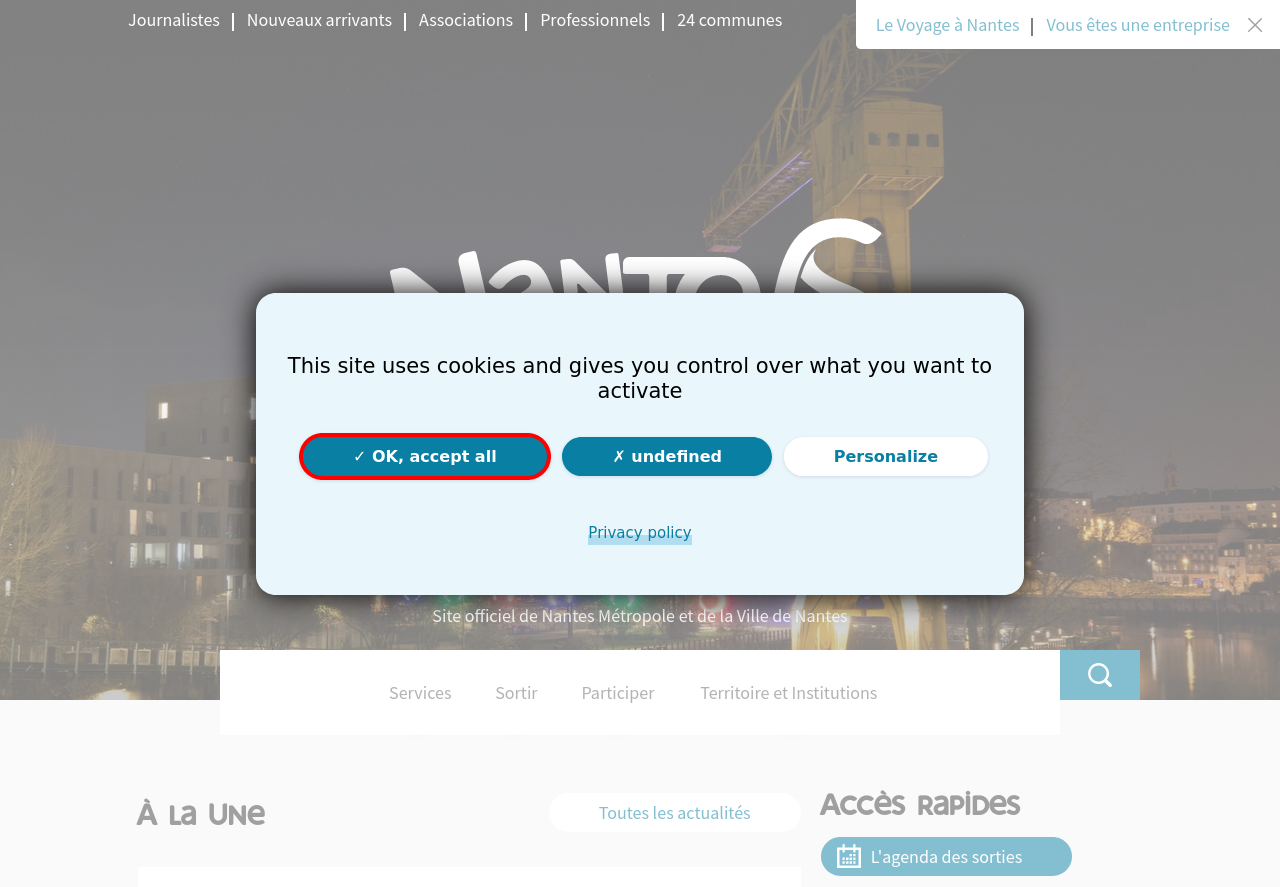 Journalistes
Nouveaux arrivants
Associations
Professionnels
24 communes
Le Voyage à Nantes
Vous êtes une entreprise
This site uses cookies and gives you control over what you want to
activate
✓ OK, accept all
✗ undefined
Personalize
Privacy policy
Site officiel de Nantes Métropole et de la Ville de Nantes
Services
Sortir
Participer
Territoire et Institutions
À La Une
Toutes les actualités
Accès rapides
L'agenda des sorties